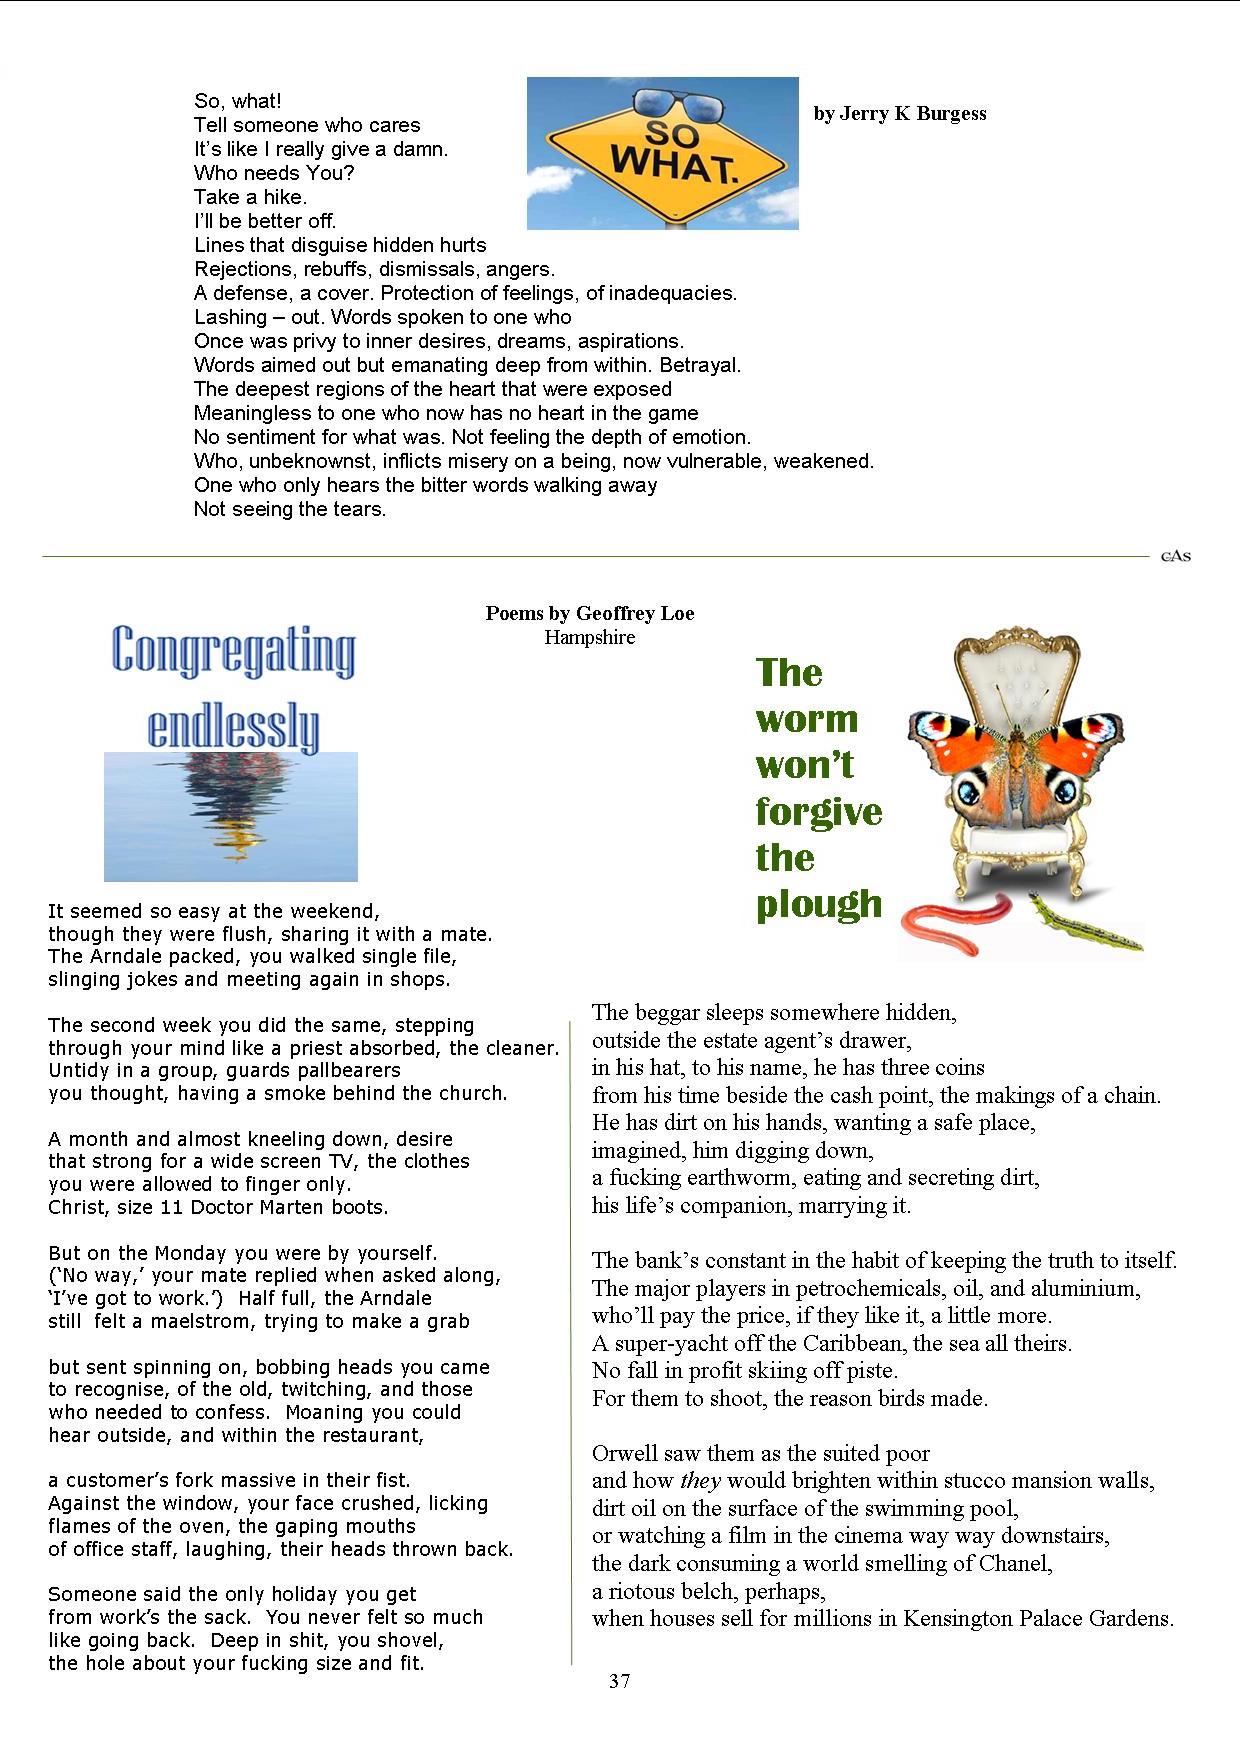 So, what!
Tell someone who cares
It's like I really give a damn.
Who needs You?
Take a hike.
I'll be better off.
Lines that disguise hidden hurts
Rejections, rebuffs, dismissals, angers.
A defense, a cover. Protection of feelings, of inadequacies.
Lashing – out. Words spoken to one who
Once was privy to inner desires, dreams, aspirations.
Words aimed out but emanating deep from within. Betrayal.
The deepest regions of the heart that were exposed
Meaningless to one who now has no heart in the game
No sentiment for what was. Not feeling the depth of emotion.
Who, unbeknownst, inflicts misery on a being, now vulnerable, weakened.
One who only hears the bitter words walking away
Not seeing the tears.
SO
WHAT.
by Jerry K Burgess
cAs
Poems by Geoffrey Loe
Hampshire
Congregating
endlessly
It seemed so easy at the weekend,
though they were flush, sharing it with a mate.
The Arndale packed, you walked single file,
slinging jokes and meeting again in shops.
The second week you did the same, stepping
through your mind like a priest absorbed, the cleaner.
Untidy in a group, guards pallbearers
you thought, having a smoke behind the church.
A month and almost kneeling down, desire
that strong for a wide screen TV, the clothes
you were allowed to finger only.
Christ, size 11 Doctor Marten boots.
But on the Monday you were by yourself.
('No way,' your mate replied when asked along,
'I've got to work.')  Half full, the Arndale
still  felt a maelstrom, trying to make a grab
but sent spinning on, bobbing heads you came
to recognise, of the old, twitching, and those
who needed to confess.  Moaning you could
hear outside, and within the restaurant,
a customer's fork massive in their fist.
Against the window, your face crushed, licking
flames of the oven, the gaping mouths
of office staff, laughing, their heads thrown back.
Someone said the only holiday you get
from work's the sack.  You never felt so much
like going back.  Deep in shit, you shovel,
the hole about your fucking size and fit.
The
worm
won't
forgive
the
plough
The beggar sleeps somewhere hidden,
outside the estate agent's drawer,
in his hat, to his name, he has three coins
from his time beside the cash point, the makings of a chain.
He has dirt on his hands, wanting a safe place,
imagined, him digging down,
a fucking earthworm, eating and secreting dirt,
his life's companion, marrying it.
The bank's constant in the habit of keeping the truth to itself.
The major players in petrochemicals, oil, and aluminium,
who'll pay the price, if they like it, a little more.
A super-yacht off the Caribbean, the sea all theirs.
No fall in profit skiing off piste.
For them to shoot, the reason birds made.
Orwell saw them as the suited poor
and how they would brighten within stucco mansion walls,
dirt oil on the surface of the swimming pool,
or watching a film in the cinema way way downstairs,
the dark consuming a world smelling of Chanel,
a riotous belch, perhaps,
when houses sell for millions in Kensington Palace Gardens.
37